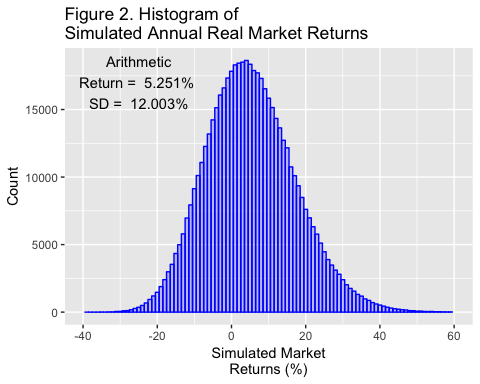 Figure 2. Histogram of
Simulated Annual Real Market Returns
Arithmetic
Return =  5.251%
SD =  12.003%
15000
10000
5000
0
Count
-40 -20 0 20 40 60
Simulated Market
Returns (%)